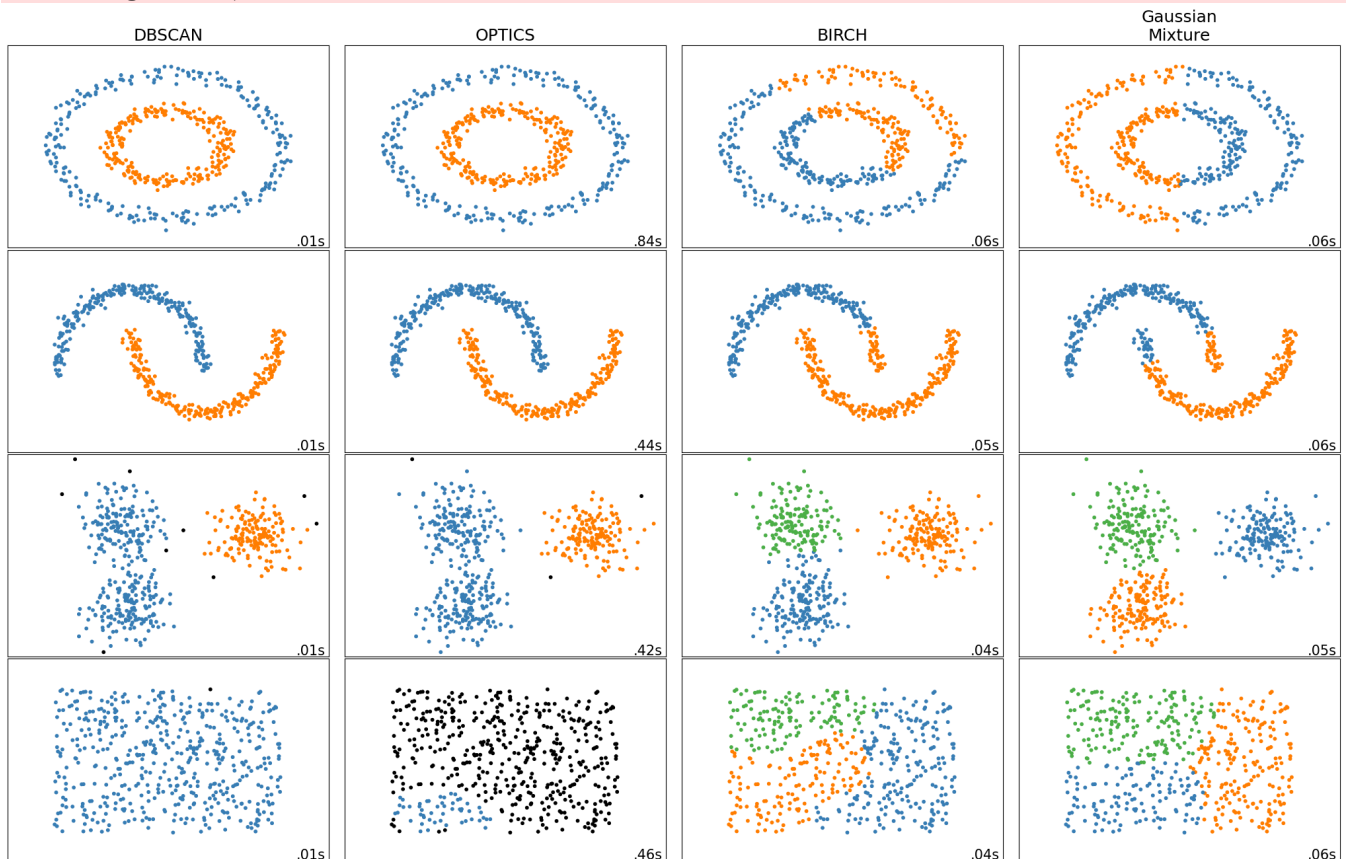 DBSCAN
OPTICS
BIRCH
Gaussian
Mixture
.01s
.84s
.06s
.06s
.01s
.44s
.05s
.06s
.01s
.42s
.04s
.05s
.01s
.46s
.04s
.06s